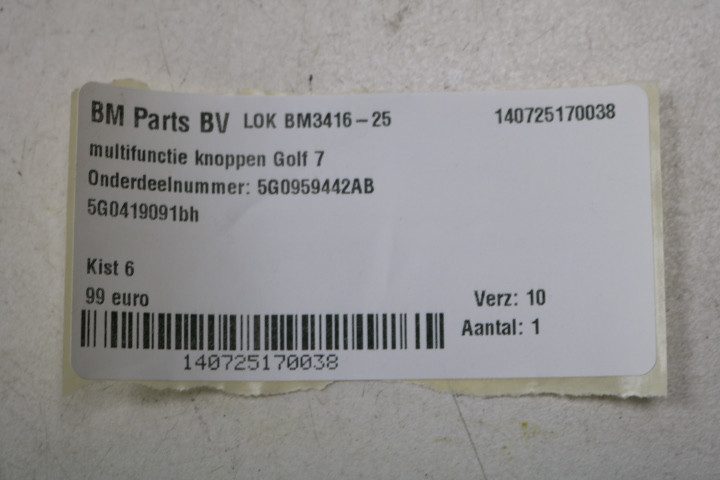 BM Parts BV LOK BM3416-25 140725170038
multifunctie knoppen Golf 7
Onderdeelnummer: 5G0959442AB
5G0419091bh
Kist 6
99 euro Verz: 10
Aantal: 1
140725170038